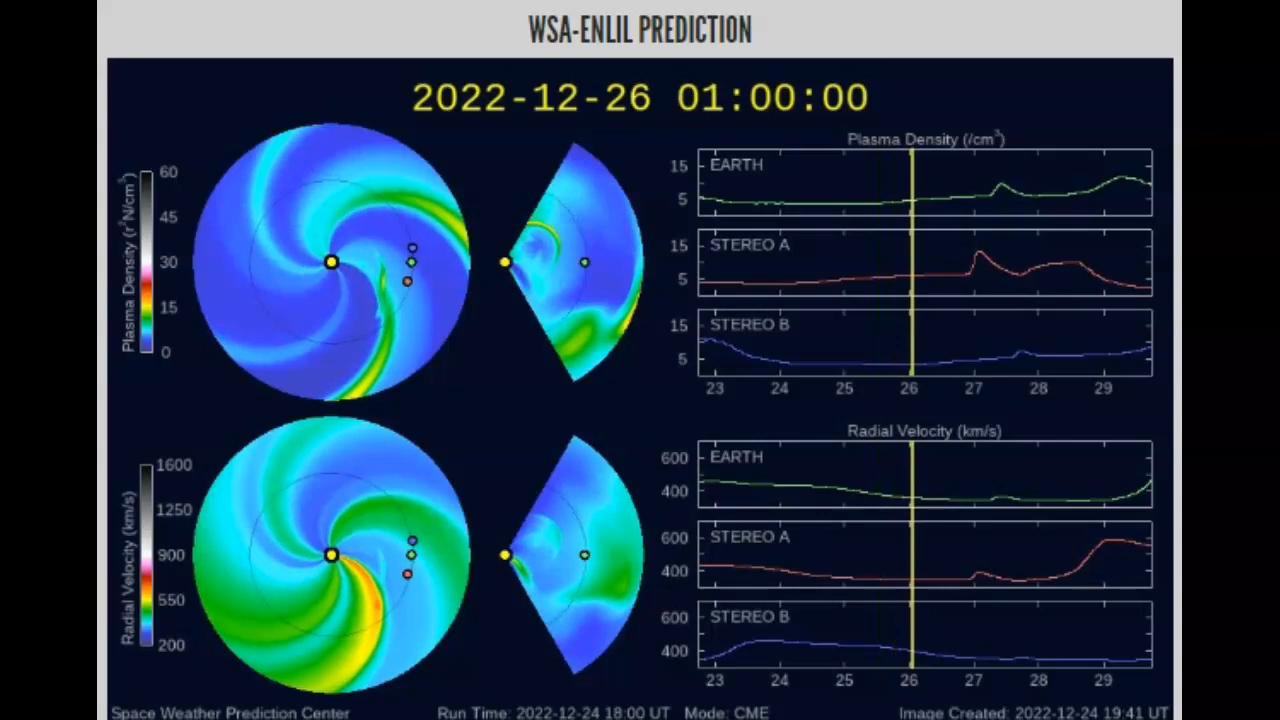 WSA-ENLIL PREDICTION
2022-12-26 01:00:00
Plasma Density (r²N/cm³)
60
45
30
15
0
Plasma Density (/cm³)
15
5
EARTH
15
5
STEREO A
15
5
STEREO B
23 24 25 26 27 28 29
Radial Velocity (km/s)
1600
1250
900
550
200
Radial Velocity (km/s)
600
400
EARTH
600
400
STEREO A
600
400
STEREO B
23 24 25 26 27 28 29
Space Weather Prediction Center Run Time: 2022-12-24 18:00 UT Mode: CME Image Created: 2022-12-24 19:41 UT